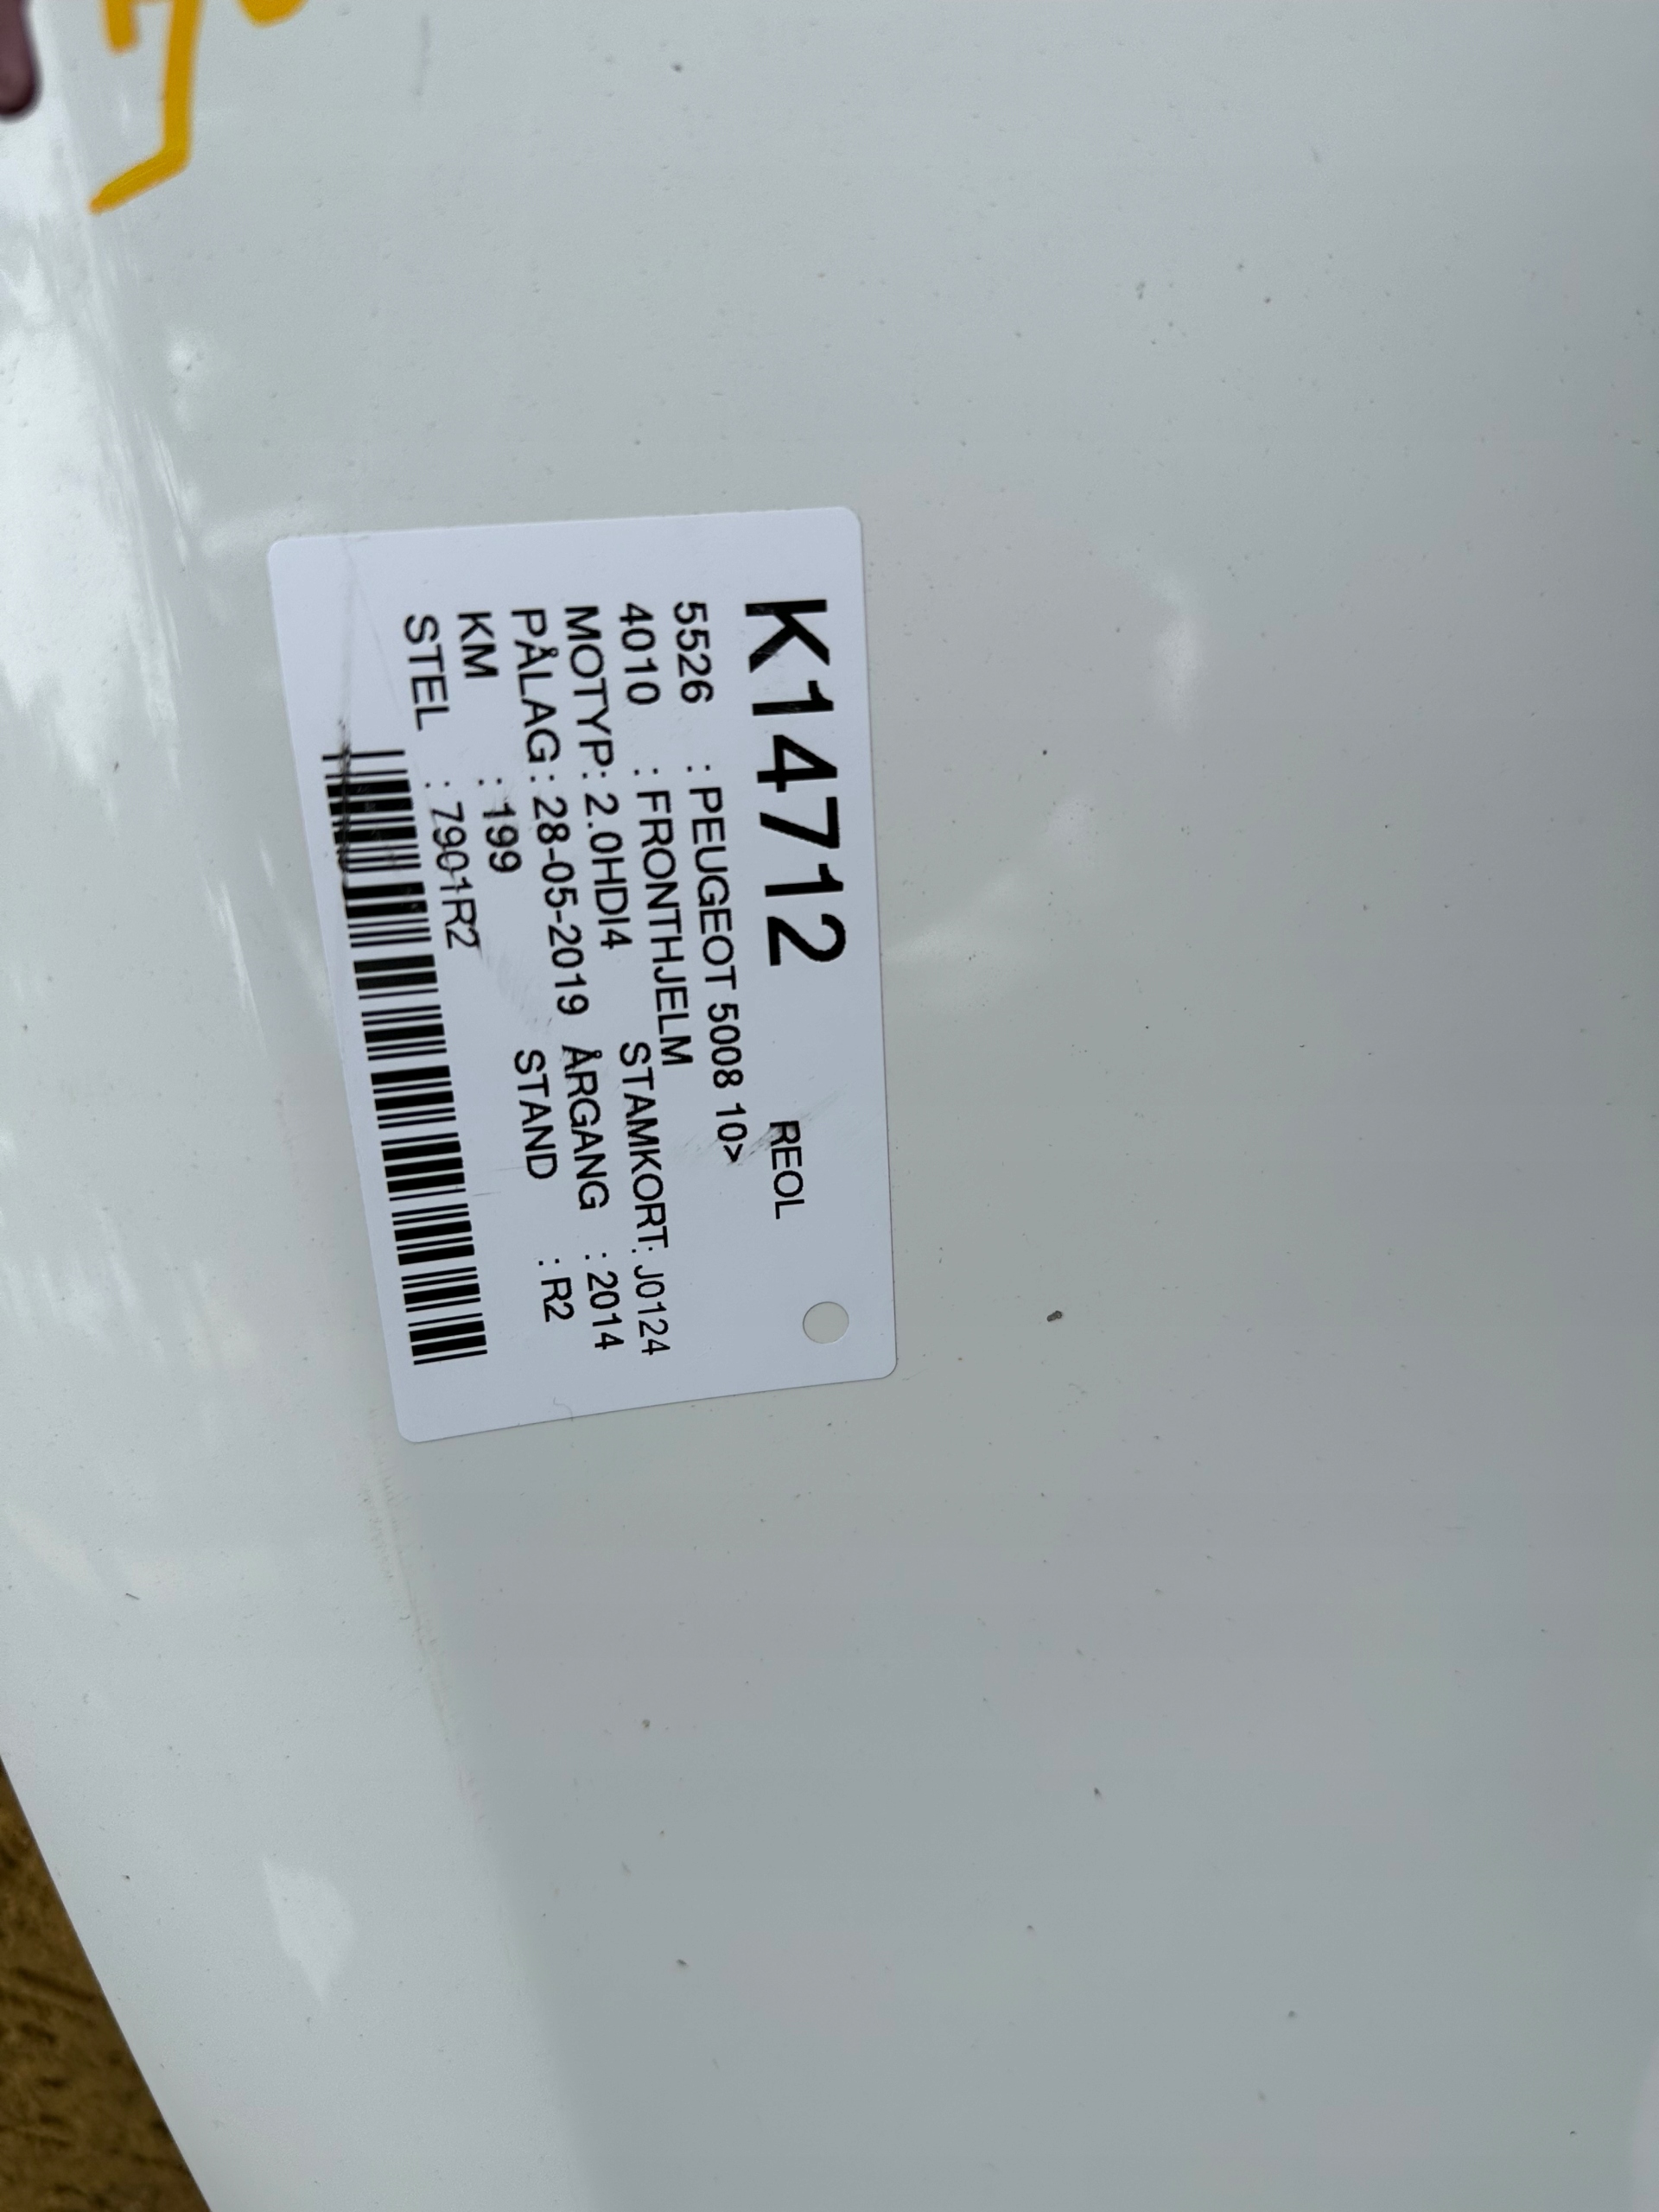 K14712 REOL
5526 : PEUGEOT 5008 10>
4010 : FRONTHJELM
MOTYP: 2.0HDI4 STAMKORT: J0124
PÅLAG: 28-05-2019 ÅRGANG : 2014
KM : 199 STAND : R2
STEL : 7901R2